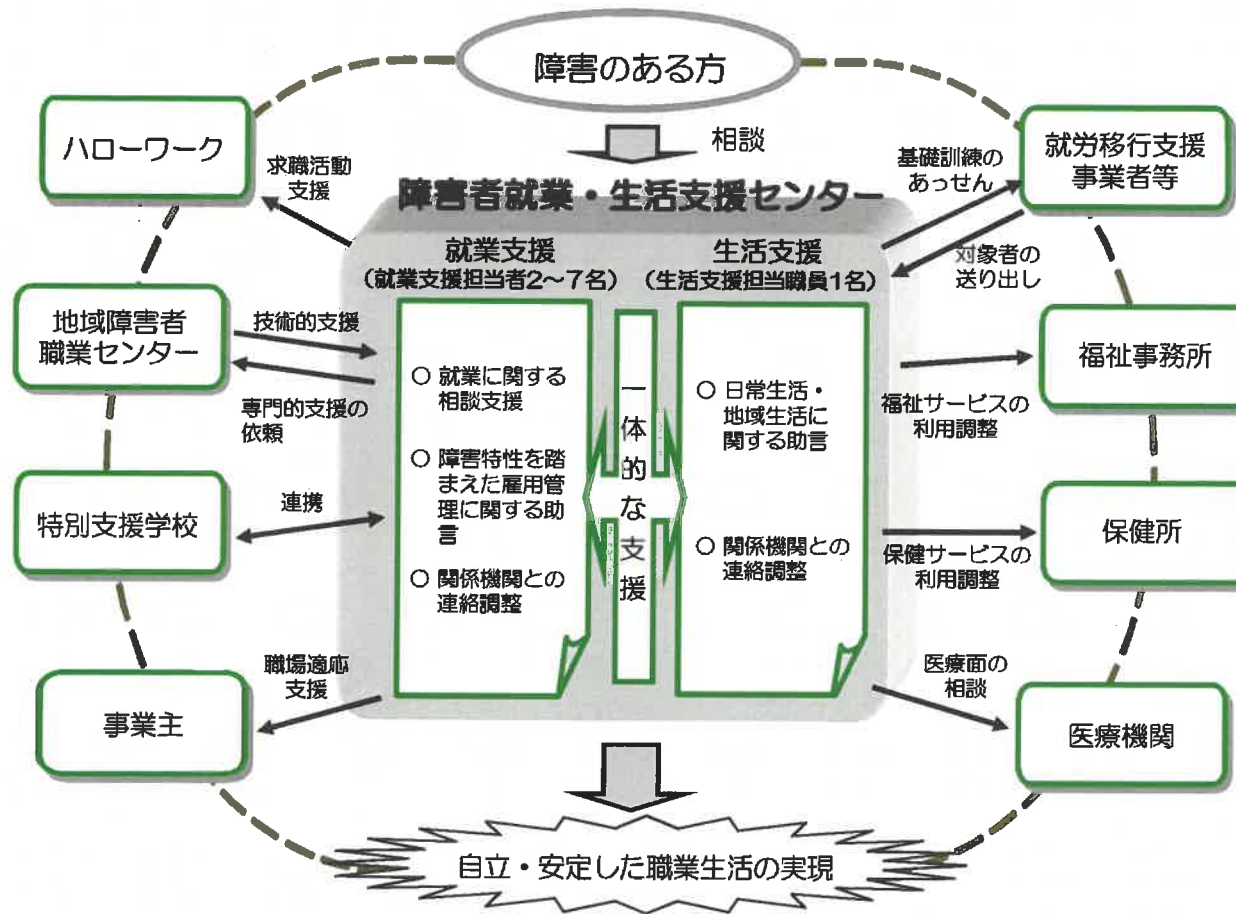 障害のある方
相談
ハローワーク
求職活動
支援
基礎訓練の
あっせん
就労移行支援
事業者等
障害者就業・生活支援センター
就業支援
（就業支援担当者2～7名）
生活支援
（生活支援担当職員1名）
対象者の
送り出し
地域障害者
職業センター
技術的支援
専門的支援の
依頼
○ 就業に関する
相談支援
○ 障害特性を踏
まえた雇用管
理に関する助
言
○ 関係機関との
連絡調整
一体的な支援
○ 日常生活・
地域生活に
関する助言
○ 関係機関との
連絡調整
福祉事務所
福祉サービスの
利用調整
特別支援学校
連携
保健所
保健サービスの
利用調整
事業主
職場適応
支援
医療面の
相談
医療機関
自立・安定した職業生活の実現